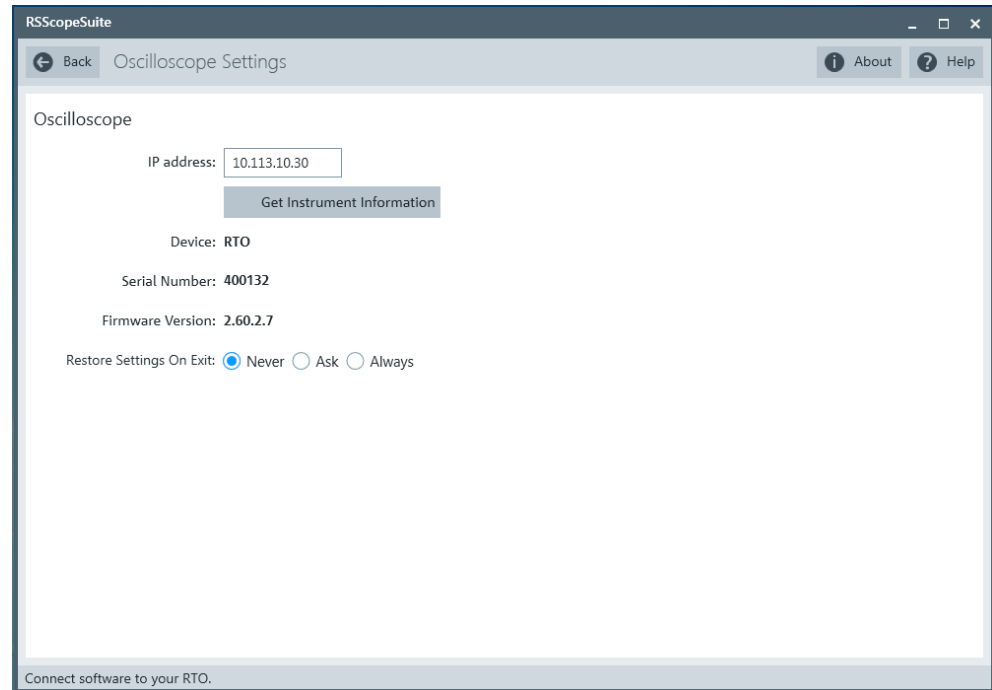 RSScopeSuite
Back Oscilloscope Settings About Help
Oscilloscope
IP address: 10.113.10.30
Get Instrument Information
Device: RTO
Serial Number: 400132
Firmware Version: 2.60.2.7
Restore Settings On Exit: Never Ask Always
Connect software to your RTO.